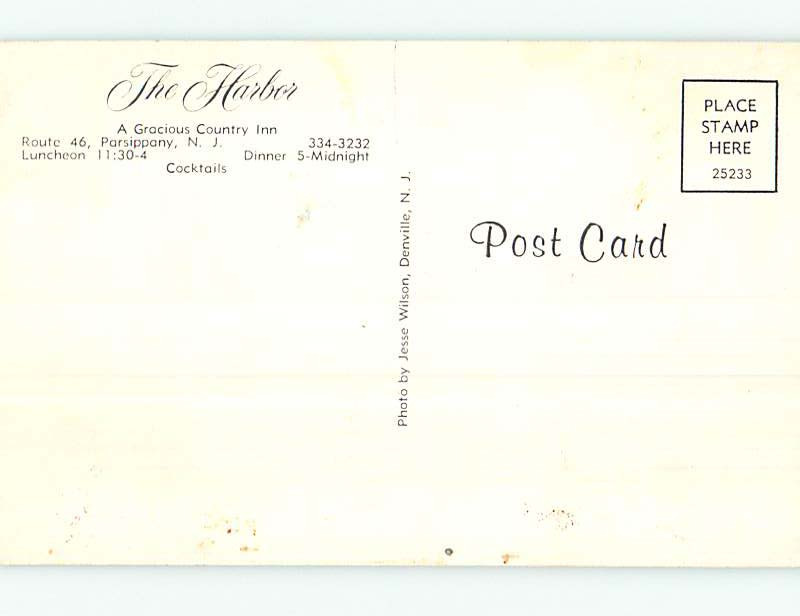 The Harbor
A Gracious Country Inn
Route 46, Parsippany, N. J. 334-3232
Luncheon 11:30-4 Dinner 5-Midnight
Cocktails
Photo by Jesse Wilson, Denville, N. J.
PLACE
STAMP
HERE
25233
Post Card